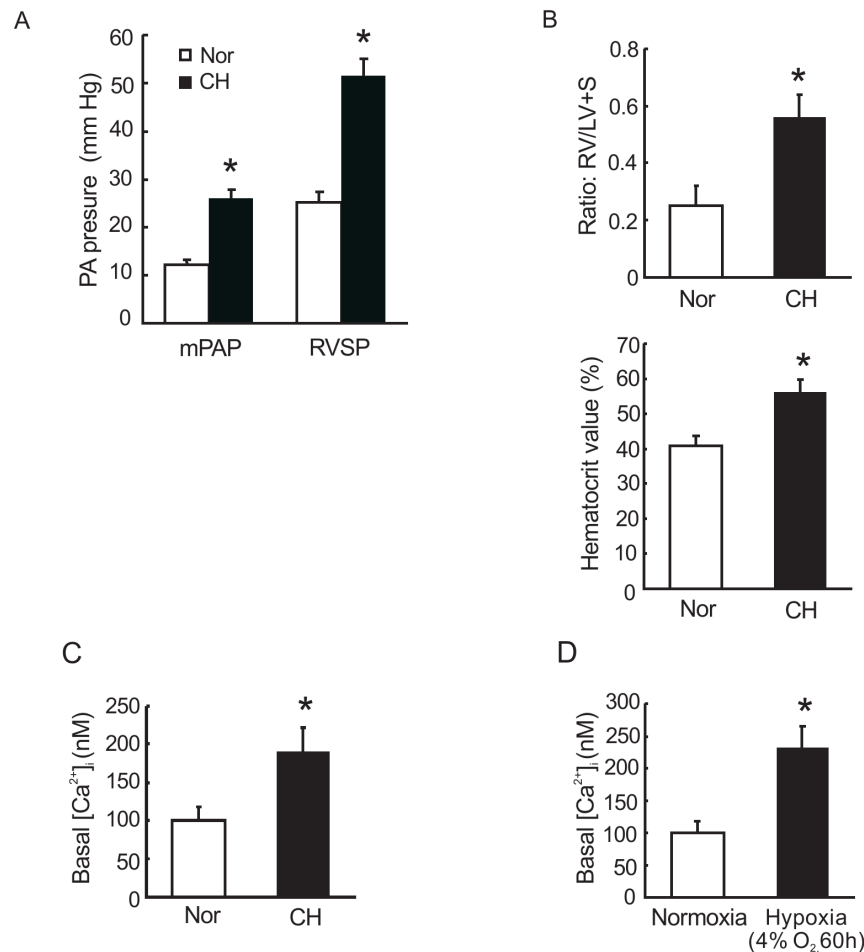 A
PA presure (mm Hg)
60
50
40
30
20
10
0
Nor
CH
*
*
mPAP
RVSP
B
Ratio: RV/LV+S
0.8
0.6
0.4
0.2
0
*
Nor
CH
Hematocrit value (%)
70
60
50
40
30
20
10
0
*
Nor
CH
C
Basal [Ca²⁺]ᵢ (nM)
250
200
150
100
50
0
*
Nor
CH
D
Basal [Ca²⁺]ᵢ (nM)
300
250
200
150
100
50
0
*
Normoxia
Hypoxia
(4% O₂,60h)